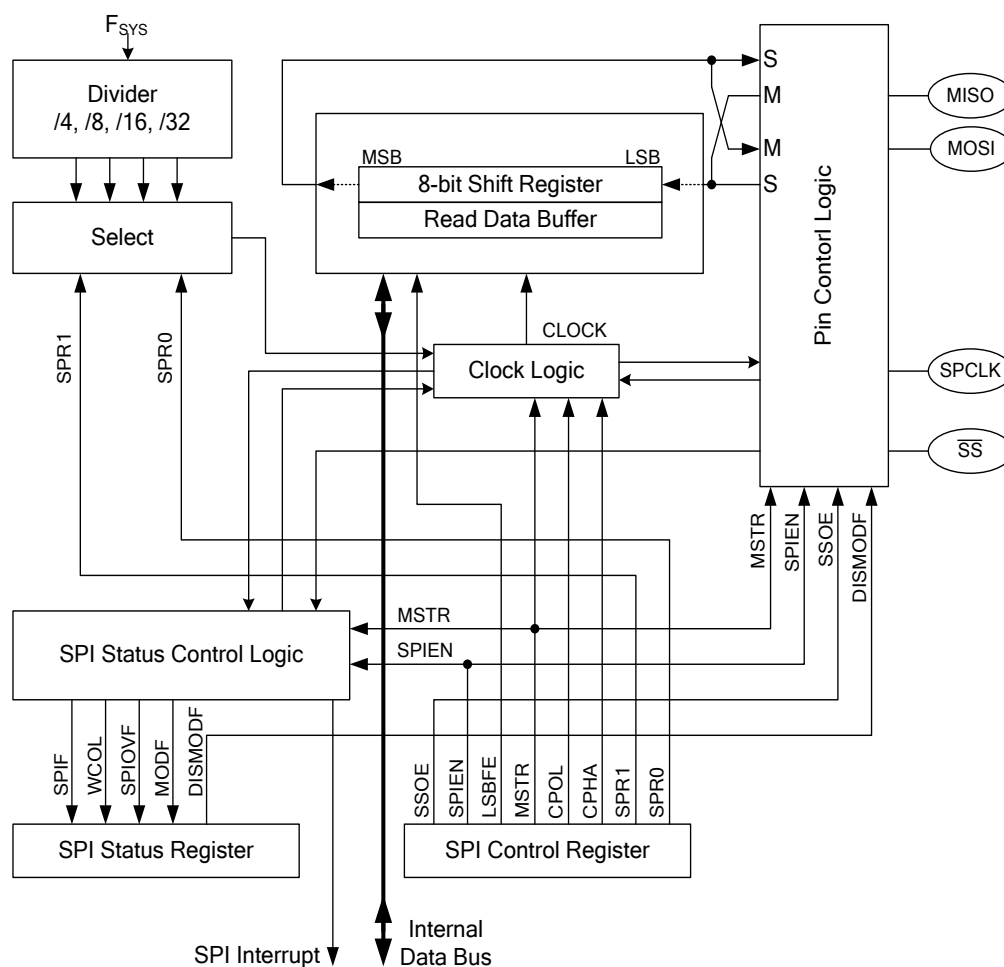 FSYS
Divider
/4, /8, /16, /32
Select
SPR1
SPR0
MSB
LSB
8-bit Shift Register
Read Data Buffer
CLOCK
Clock Logic
S
M
M
S
Pin Contorl Logic
MISO
MOSI
SPCLK
SS
MSTR
SPIEN
SSOE
DISMODF
MSTR
SPIEN
SPI Status Control Logic
SPIF
WCOL
SPIOVF
MODF
DISMODF
SPI Status Register
SSOE
SPIEN
LSBFE
MSTR
CPOL
CPHA
SPR1
SPR0
SPI Control Register
SPI Interrupt
Internal
Data Bus